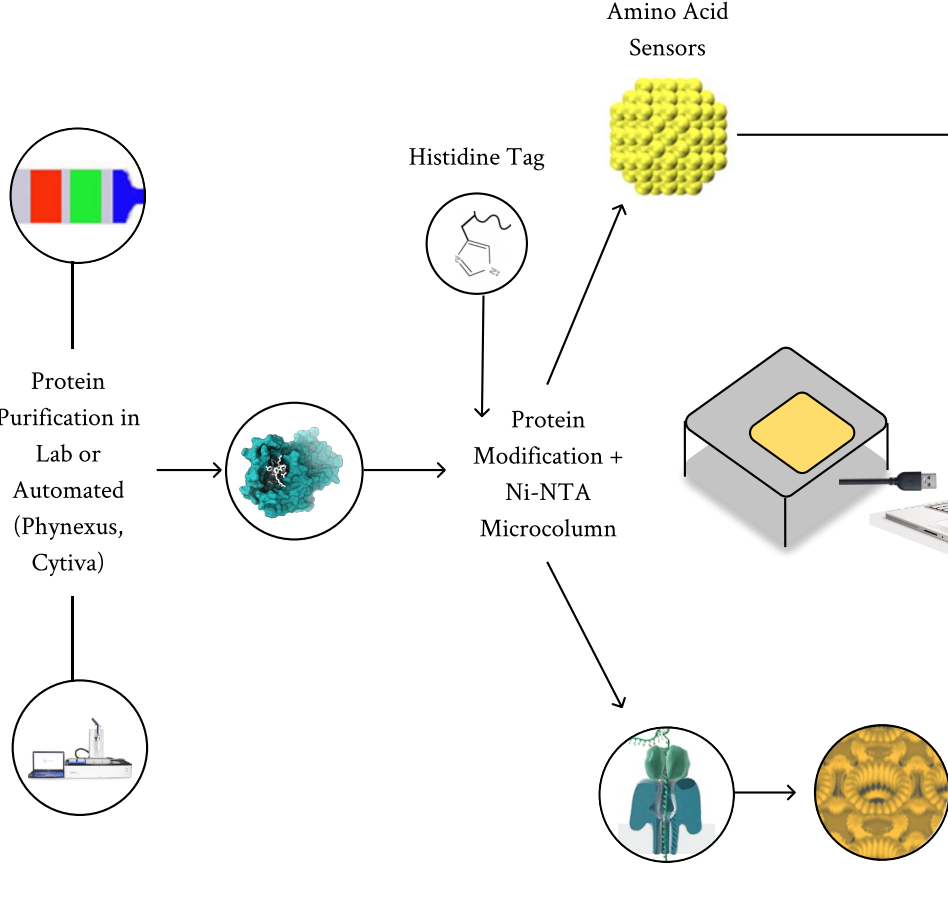 Amino Acid
Sensors
Histidine Tag
Protein
Purification in
Lab or
Automated
(Phynexus,
Cytiva)
Protein
Modification +
Ni-NTA
Microcolumn